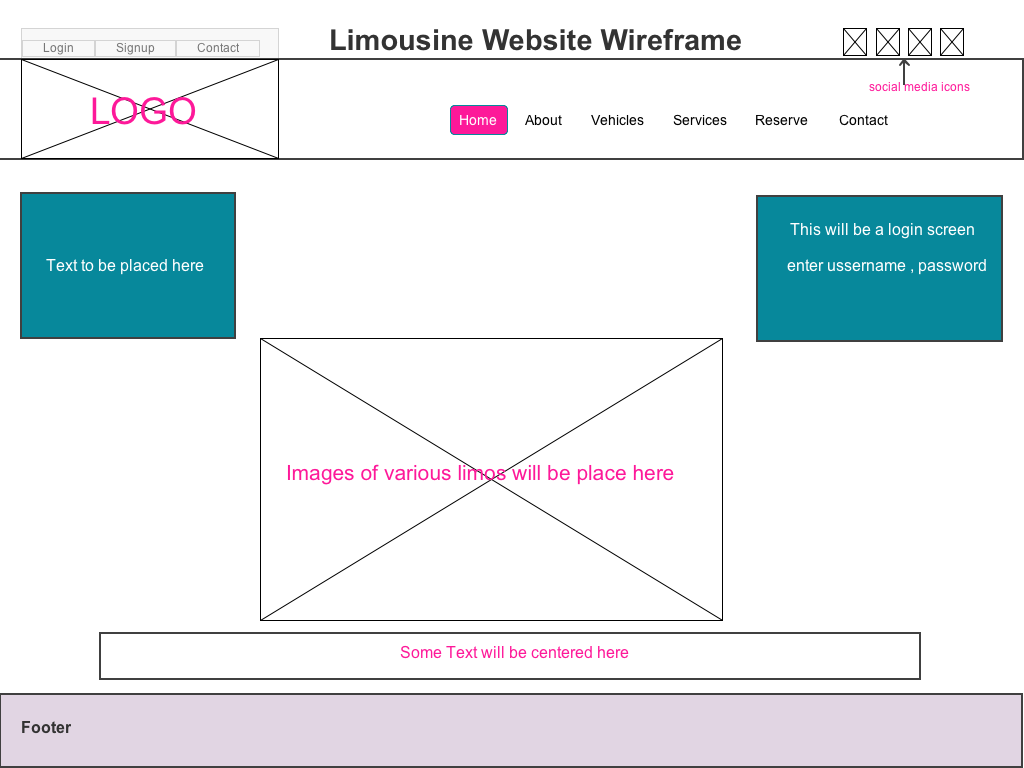 Limousine Website Wireframe
Login Signup Contact
social media icons
LOGO
Home About Vehicles Services Reserve Contact
Text to be placed here
This will be a login screen
enter ussername , password
Images of various limos will be place here
Some Text will be centered here
Footer